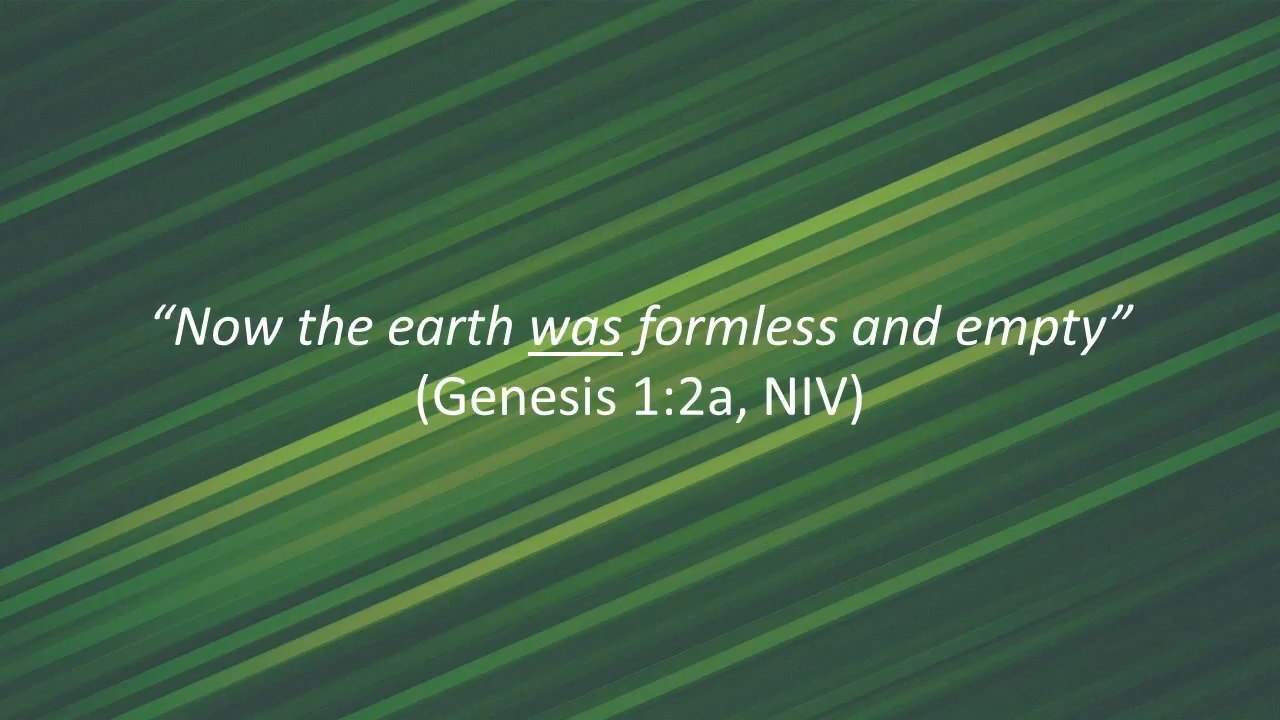 “Now the earth was formless and empty”
(Genesis 1:2a, NIV)